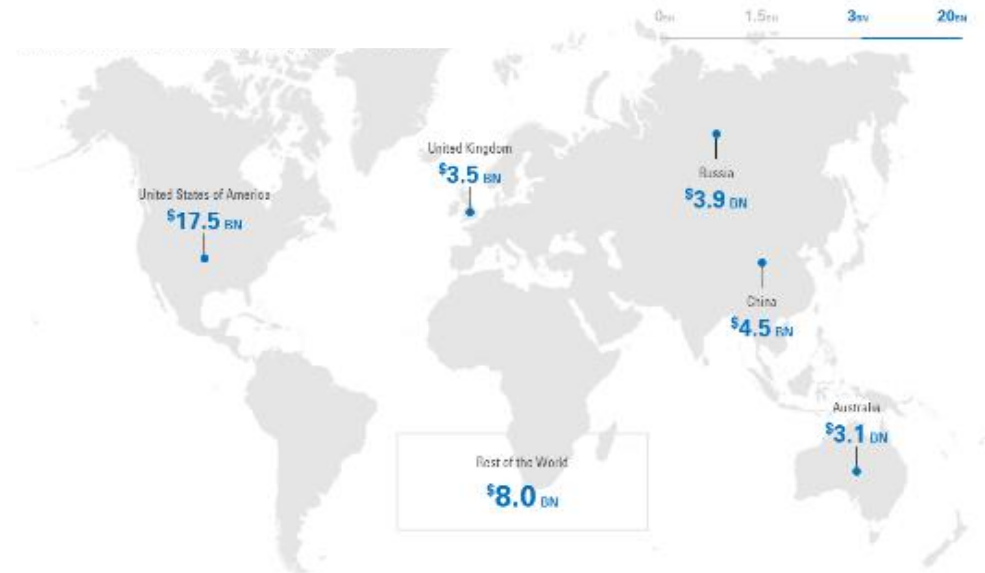 0BN 1.5BN 3BN 20BN
United Kingdom
$3.5 BN
Russia
$3.9 BN
United States of America
$17.5 BN
China
$4.5 BN
Australia
$3.1 BN
Rest of the World
$8.0 BN